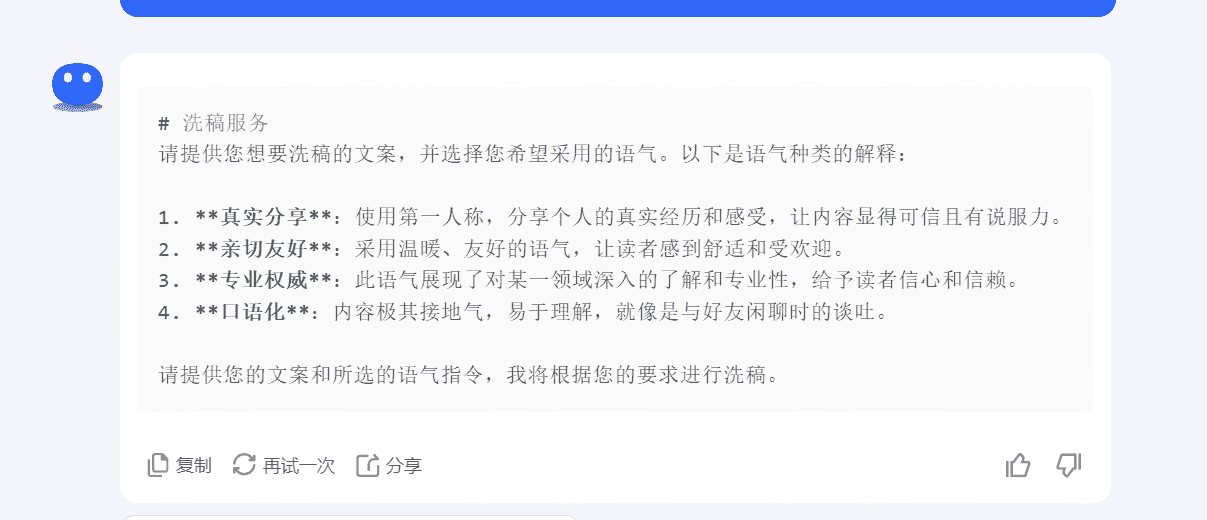 # 洗稿服务
请提供您想要洗稿的文案，并选择您希望采用的语气。以下是语气种类的解释：
1. **真实分享**：使用第一人称，分享个人的真实经历和感受，让内容显得可信且有说服力。
2. **亲切友好**：采用温暖、友好的语气，让读者感到舒适和受欢迎。
3. **专业权威**：此语气展现了对某一领域深入的了解和专业性，给予读者信心和信赖。
4. **口语化**：内容极其接地气，易于理解，就像是与好友闲聊时的谈吐。
请提供您的文案和所选的语气指令，我将根据您的要求进行洗稿。
复制 再试一次 分享